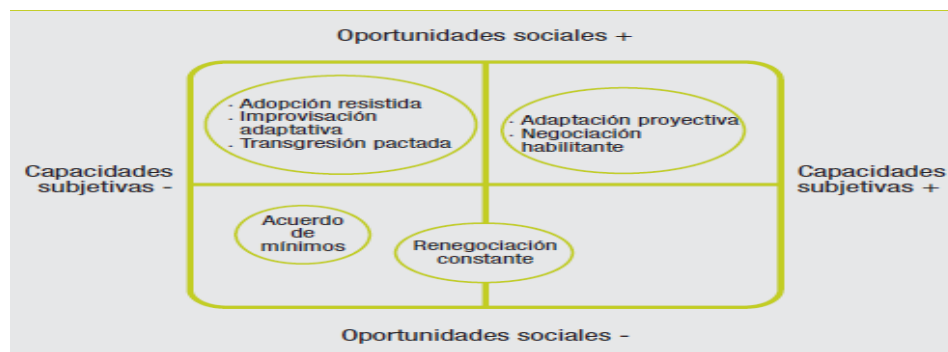 Oportunidades sociales +
- Adopción resistida
- Improvisación
adaptativa
- Transgresión pactada
- Adaptación proyectiva
- Negociación
habilitante
Capacidades
subjetivas -
Capacidades
subjetivas +
Acuerdo
de
mínimos
Renegociación
constante
Oportunidades sociales -